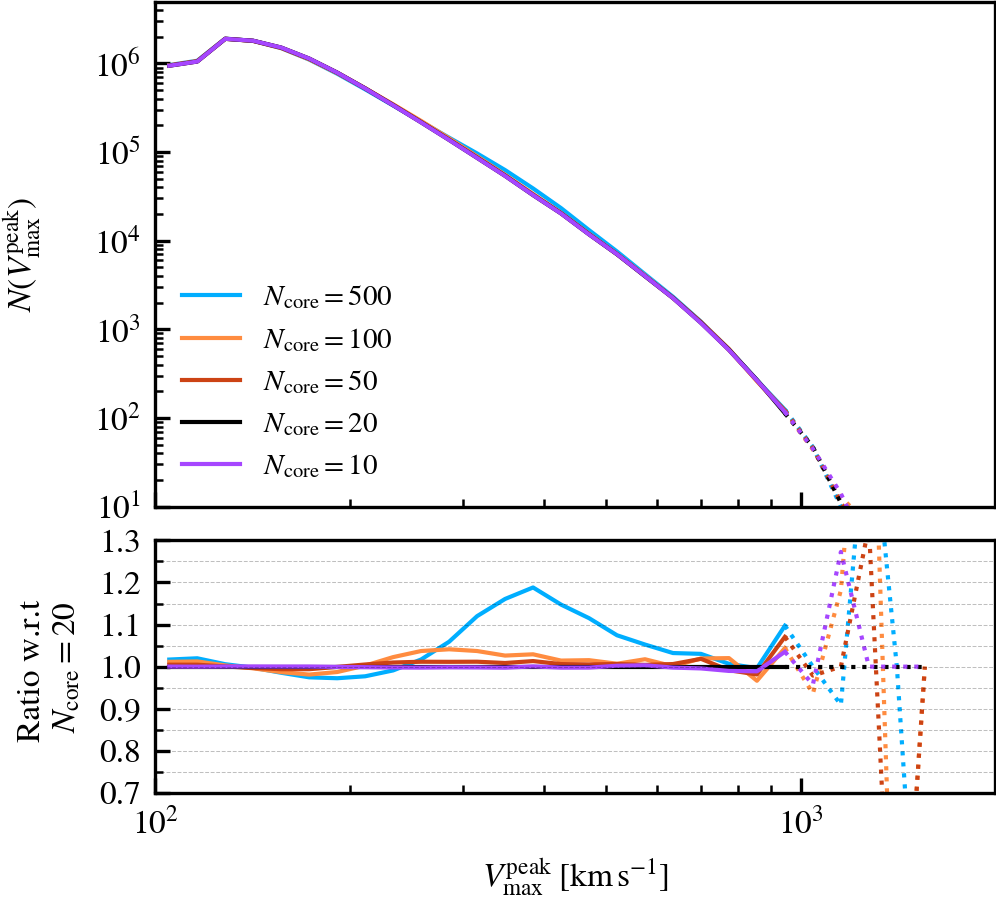 10^6
10^5
10^4
10^3
10^2
10^1
N(V_max^peak)
N_core = 500
N_core = 100
N_core = 50
N_core = 20
N_core = 10
1.3
1.2
1.1
1.0
0.9
0.8
0.7
Ratio w.r.t
N_core = 20
10^2 10^3
V_max^peak [km s^−1]